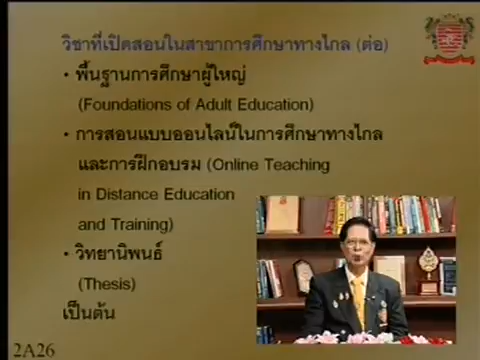 วิชาที่เปิดสอนในสาขาการศึกษาทางไกล (ต่อ)
• พื้นฐานการศึกษาผู้ใหญ่
(Foundations of Adult Education)
• การสอนแบบออนไลน์ในการศึกษาทางไกล
และการฝึกอบรม (Online Teaching
in Distance Education
and Training)
• วิทยานิพนธ์
(Thesis)
เป็นต้น
2A26